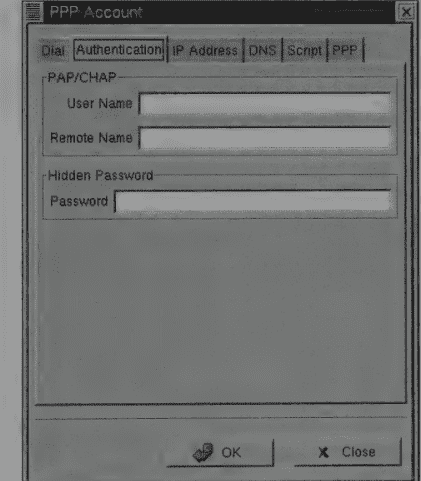 PPP Account
Dial Authentication IP Address DNS Script PPP
PAP/CHAP
User Name
Remote Name
Hidden Password
Password
OK Close